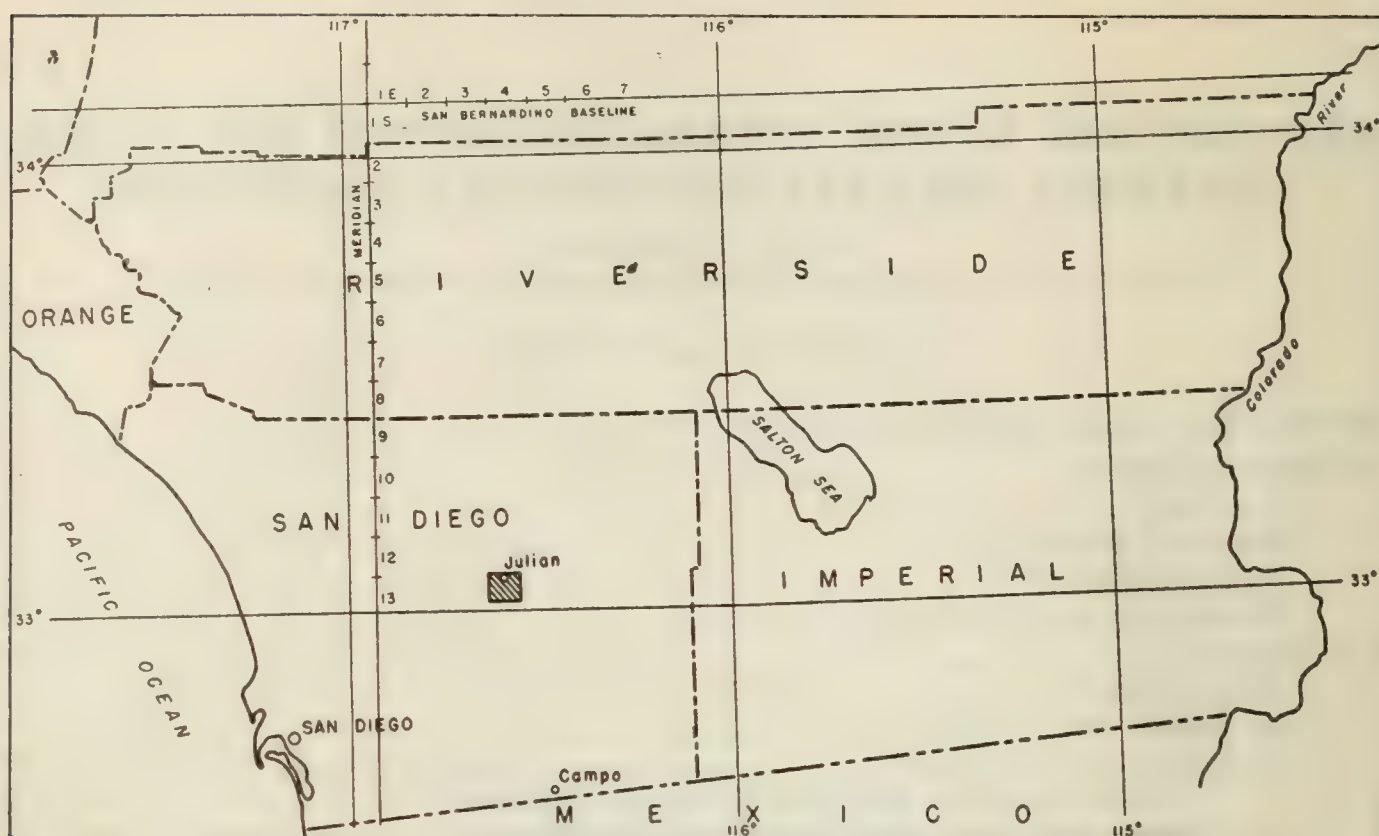 117° 116° 115°
I E 2 3 4 5 6 7
I S SAN BERNARDINO BASELINE
River
34° 34°
2
MERIDIAN
3
4
R I V E R S I D E
5
ORANGE
6
7
Colorado
8
9
SALTON SEA
10
SAN DIEGO
11
PACIFIC OCEAN
12
Julian
IMPERIAL
13
33° 33°
SAN DIEGO
Campo
M E X I C O
116° 115°